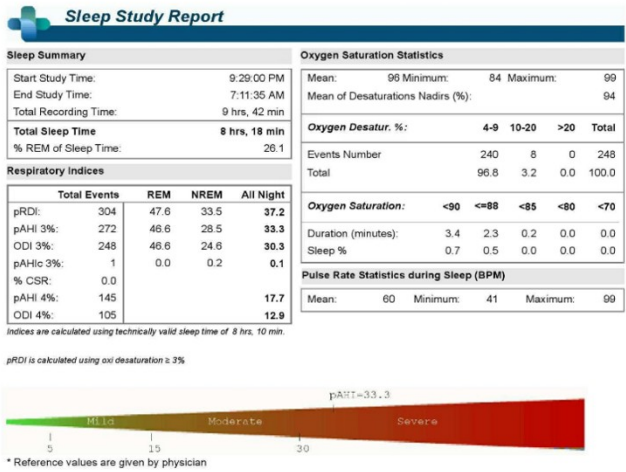 Sleep Study Report
Sleep Summary
Start Study Time: 9:29:00 PM
End Study Time: 7:11:35 AM
Total Recording Time: 9 hrs, 42 min
Total Sleep Time 8 hrs, 18 min
% REM of Sleep Time: 26.1
Respiratory Indices
Total Events REM NREM All Night
pRDI: 304 47.6 33.5 37.2
pAHI 3%: 272 46.6 28.5 33.3
ODI 3%: 248 46.6 24.6 30.3
pAHIc 3%: 1 0.0 0.2 0.1
% CSR: 0.0
pAHI 4%: 145 17.7
ODI 4%: 105 12.9
Indices are calculated using technically valid sleep time of 8 hrs, 10 min.
pRDI is calculated using oxi desaturation ≥ 3%
Oxygen Saturation Statistics
Mean: 96 Minimum: 84 Maximum: 99
Mean of Desaturations Nadirs (%): 94
Oxygen Desatur. %: 4-9 10-20 >20 Total
Events Number 240 8 0 248
Total 96.8 3.2 0.0 100.0
Oxygen Saturation: <90 <=88 <85 <80 <70
Duration (minutes): 3.4 2.3 0.2 0.0 0.0
Sleep % 0.7 0.5 0.0 0.0 0.0
Pulse Rate Statistics during Sleep (BPM)
Mean: 60 Minimum: 41 Maximum: 99
pAHI=33.3
Mild Moderate Severe
5 15 30
* Reference values are given by physician